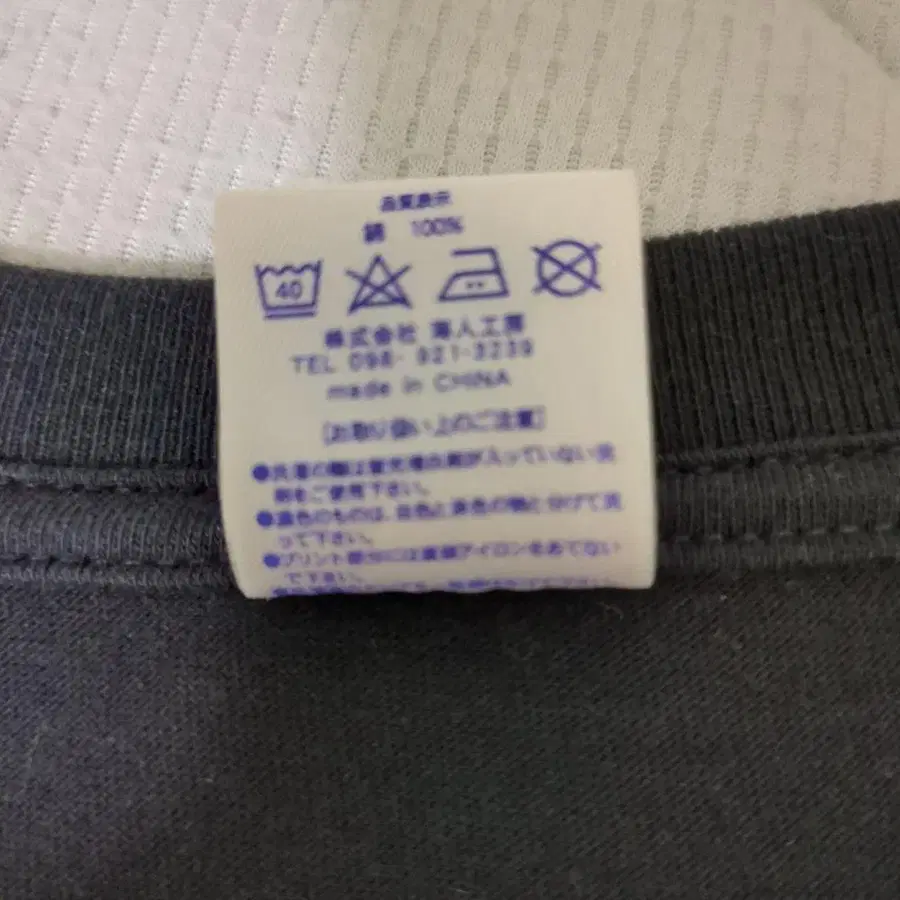 品質表示
綿 100%
40
株式会社 海人工房
TEL 098-921-3239
made in CHINA
[お取り扱い上のご注意]
●洗濯の際は蛍光増白剤が入っていない洗
剤をご使用下さい。
●濃色のものは、白色と淡色の物と分けて洗
って下さい。
●プリント部分には直接アイロンをあてない
で下さい。